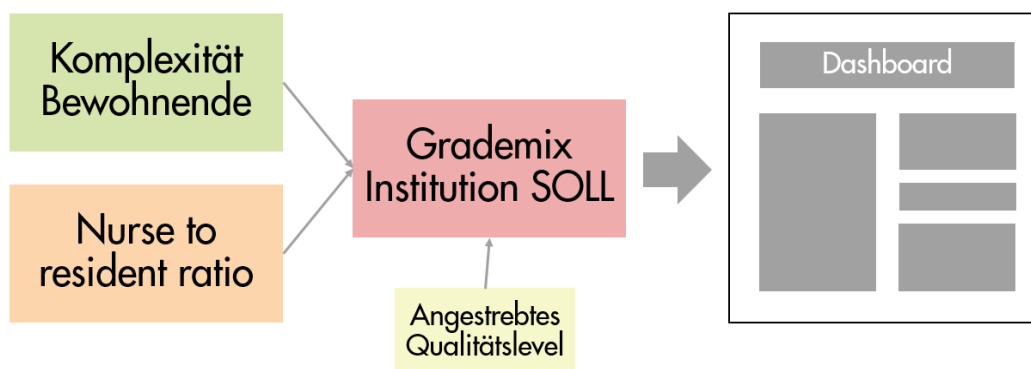 Komplexität
Bewohnende
Nurse to
resident ratio
Grademix
Institution SOLL
Angestrebtes
Qualitätslevel
Dashboard